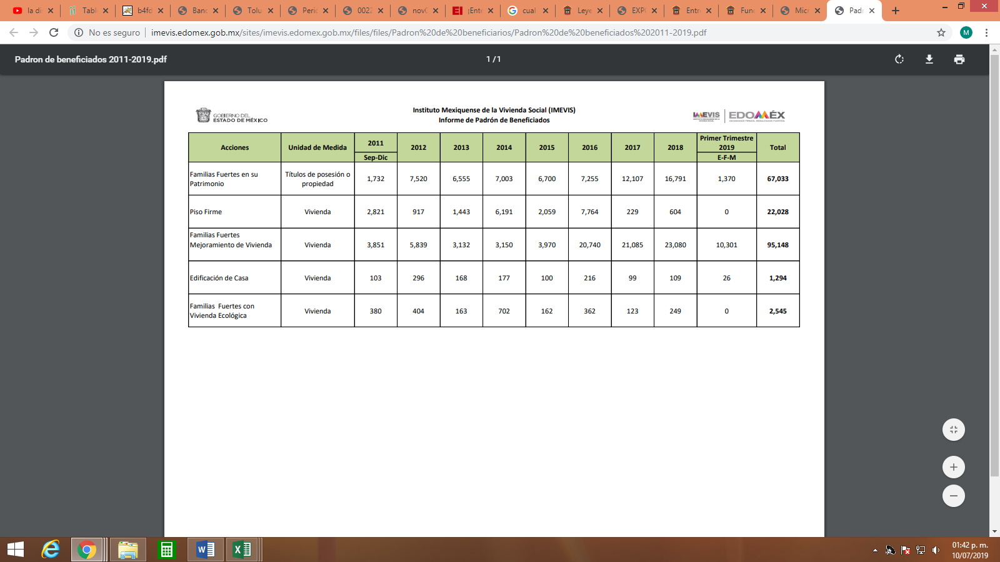 la di
Tabl
b4fd
Banc
Tolu
Peri
0022
nov
¡Ente
cual
Leye
EXP
Entr
Fun
Mic
Pad
No es seguro
imevis.edomex.gob.mx/sites/imevis.edomex.gob.mx/files/files/Padron%20de%20beneficiarios/Padron%20de%20beneficiados%202011-2019.pdf
M
Padron de beneficiados 2011-2019.pdf
1 / 1
GOBIERNO DEL
ESTADO DE MÉXICO
Instituto Mexiquense de la Vivienda Social (IMEVIS)
Informe de Padrón de Beneficiados
IMEVIS
EDOMÉX
DECISIONES FIRMES, RESULTADOS FUERTES.
Acciones Unidad de Medida 2011 Sep-Dic 2012 2013 2014 2015 2016 2017 2018 Primer Trimestre 2019 E-F-M Total
Familias Fuertes en su Patrimonio Títulos de posesión o propiedad 1,732 7,520 6,555 7,003 6,700 7,255 12,107 16,791 1,370 67,033
Piso Firme Vivienda 2,821 917 1,443 6,191 2,059 7,764 229 604 0 22,028
Familias Fuertes Mejoramiento de Vivienda Vivienda 3,851 5,839 3,132 3,150 3,970 20,740 21,085 23,080 10,301 95,148
Edificación de Casa Vivienda 103 296 168 177 100 216 99 109 26 1,294
Familias Fuertes con Vivienda Ecológica Vivienda 380 404 163 702 162 362 123 249 0 2,545
01:42 p. m.
10/07/2019